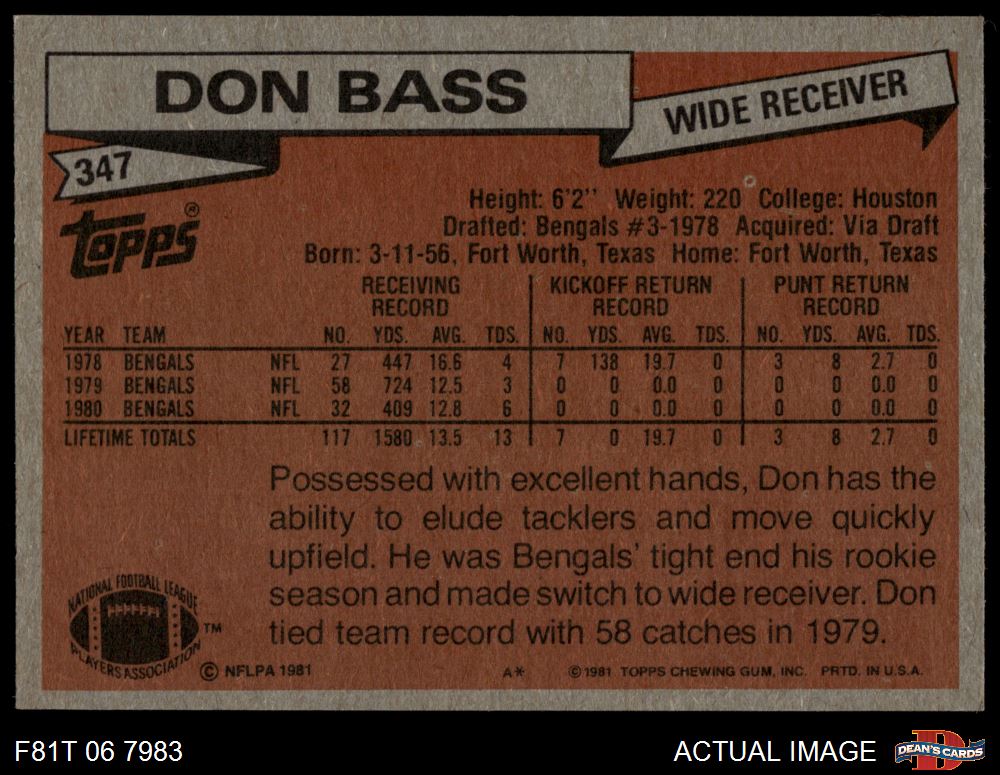 DON BASS
WIDE RECEIVER
347
topps®
Height: 6'2'' Weight: 220 College: Houston
Drafted: Bengals #3-1978 Acquired: Via Draft
Born: 3-11-56, Fort Worth, Texas Home: Fort Worth, Texas
RECEIVING RECORD KICKOFF RETURN RECORD PUNT RETURN RECORD
YEAR TEAM NO. YDS. AVG. TDS. NO. YDS. AVG. TDS. NO. YDS. AVG. TDS.
1978 BENGALS NFL 27 447 16.6 4 7 138 19.7 0 3 8 2.7 0
1979 BENGALS NFL 58 724 12.5 3 0 0 0.0 0 0 0 0.0 0
1980 BENGALS NFL 32 409 12.8 6 0 0 0.0 0 0 0 0.0 0
LIFETIME TOTALS 117 1580 13.5 13 7 0 19.7 0 3 8 2.7 0
Possessed with excellent hands, Don has the
ability to elude tacklers and move quickly
upfield. He was Bengals' tight end his rookie
season and made switch to wide receiver. Don
tied team record with 58 catches in 1979.
NATIONAL FOOTBALL LEAGUE
PLAYERS ASSOCIATION
TM
© NFLPA 1981 A* © 1981 TOPPS CHEWING GUM, INC. PRTD. IN U.S.A.
F81T 06 7983 ACTUAL IMAGE
D
DEAN'S CARDS